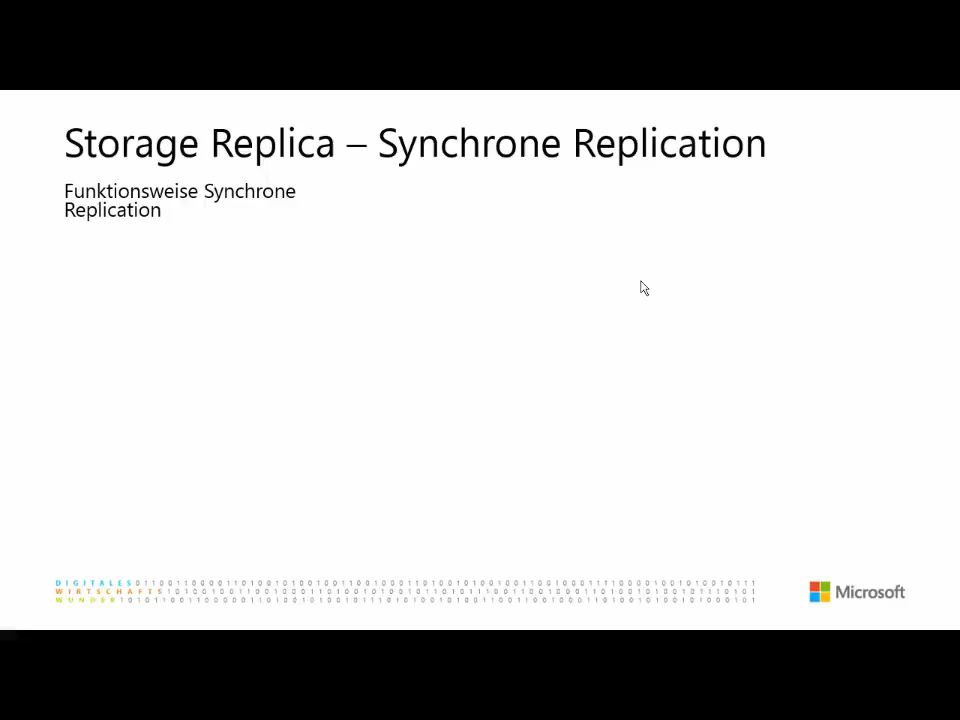 Storage Replica – Synchrone Replication
Funktionsweise Synchrone
Replication
DIGITALES
WIRTSCHAFTS
WUNDER
Microsoft